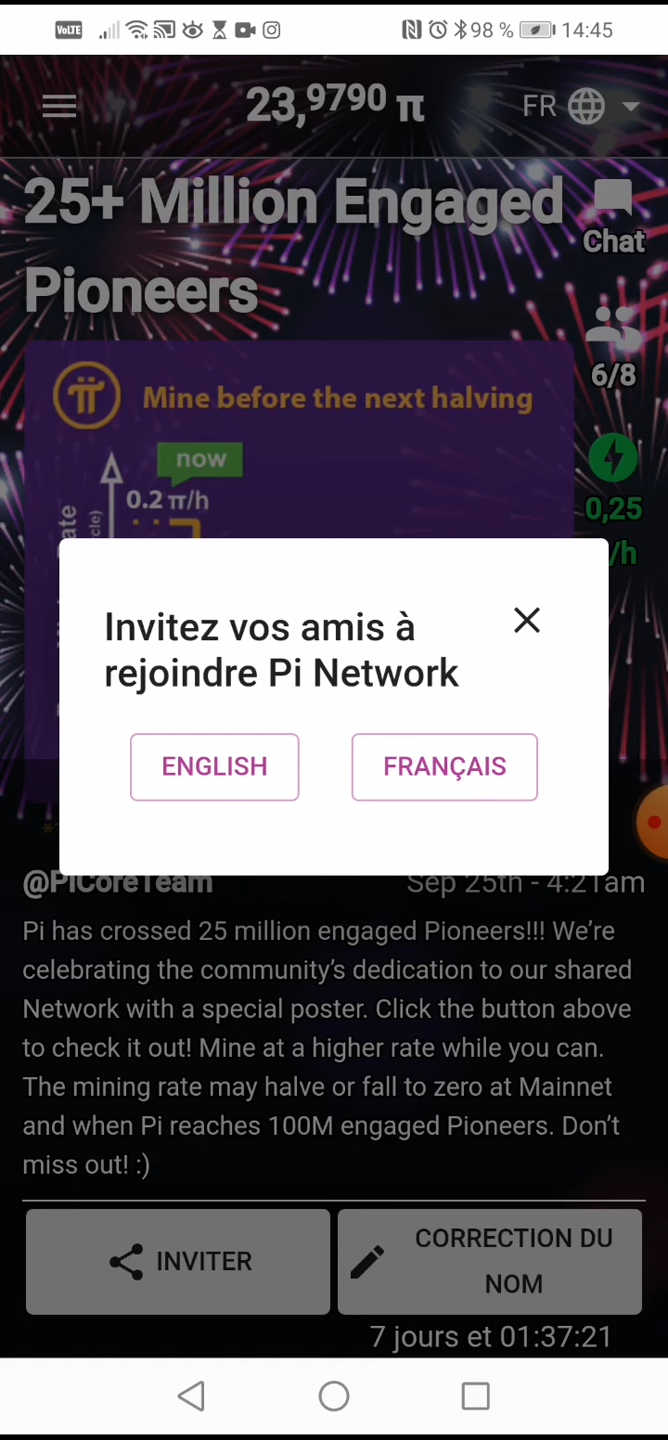 VoLTE 98 % 14:45
23,9790 π FR
25+ Million Engaged
Pioneers
Chat
6/8
Mine before the next halving
now
0.2 π/h
0,25
/h
Invitez vos amis à
rejoindre Pi Network
ENGLISH FRANÇAIS
@PiCoreTeam Sep 25th - 4:21am
Pi has crossed 25 million engaged Pioneers!!! We’re
celebrating the community’s dedication to our shared
Network with a special poster. Click the button above
to check it out! Mine at a higher rate while you can.
The mining rate may halve or fall to zero at Mainnet
and when Pi reaches 100M engaged Pioneers. Don’t
miss out! :)
INVITER
CORRECTION DU
NOM
7 jours et 01:37:21